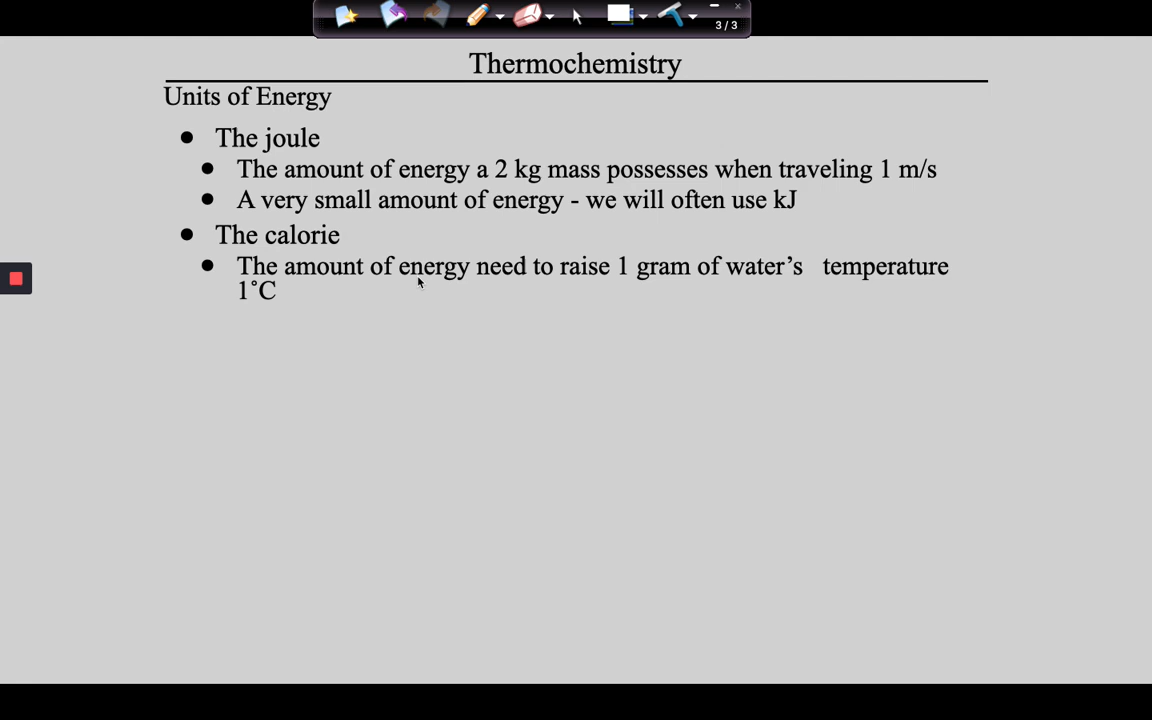 3 / 3
Thermochemistry
Units of Energy
● The joule
● The amount of energy a 2 kg mass possesses when traveling 1 m/s
● A very small amount of energy - we will often use kJ
● The calorie
● The amount of energy need to raise 1 gram of water’s temperature
1˚C